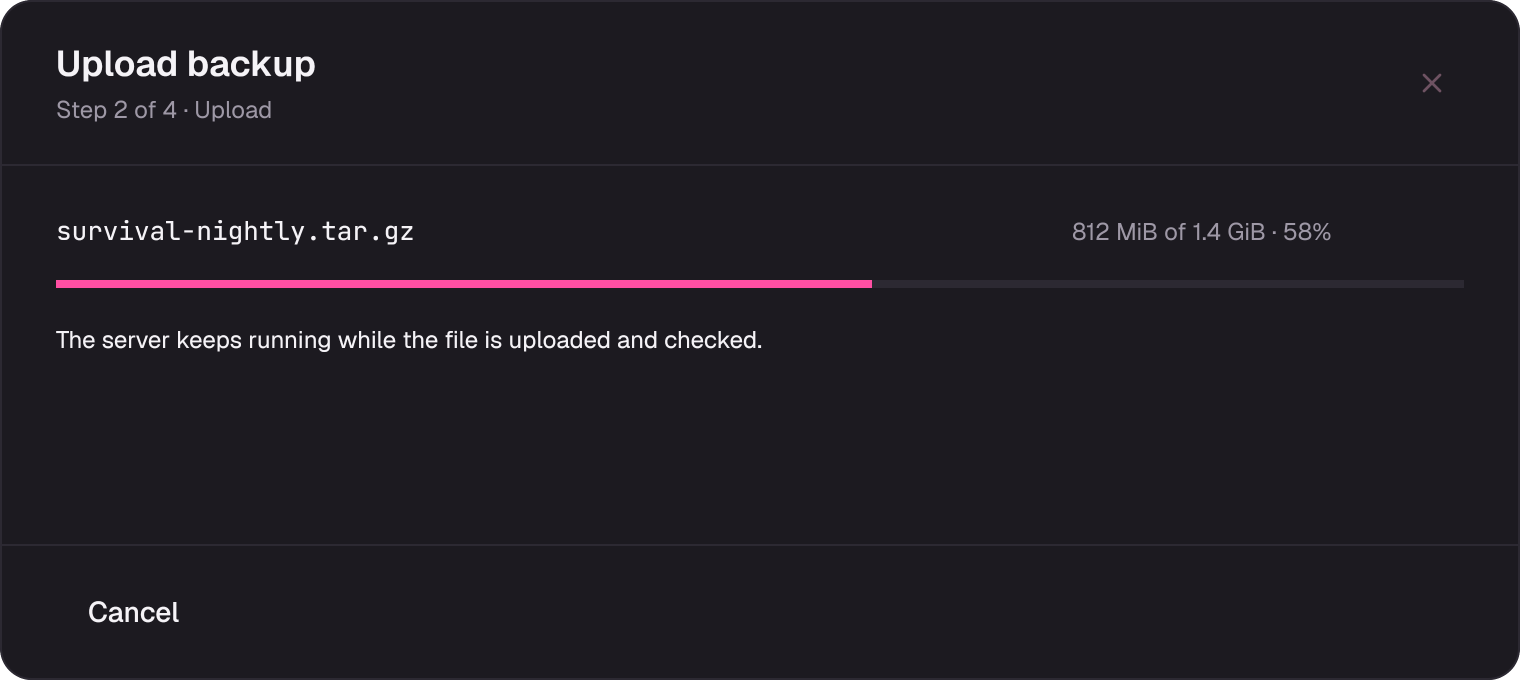 Upload backup
Step 2 of 4 · Upload
survival-nightly.tar.gz
812 MiB of 1.4 GiB · 58%
The server keeps running while the file is uploaded and checked.
Cancel